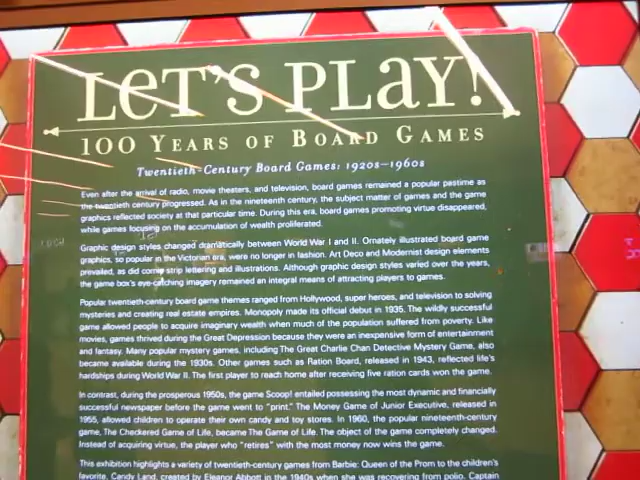 LET'S PLAY!
100 YEARS OF BOARD GAMES
Twentieth-Century Board Games: 1920s–1960s
Even after the arrival of radio, movie theaters, and television, board games remained a popular pastime as
the twentieth century progressed. As in the nineteenth century, the subject matter of games and the game
graphics reflected society at that particular time. During this era, board games promoting virtue disappeared,
while games focusing on the accumulation of wealth proliferated.
Graphic design styles changed dramatically between World War I and II. Ornately illustrated board game
graphics, so popular in the Victorian era, were no longer in fashion. Art Deco and Modernist design elements
prevailed, as did comic strip lettering and illustrations. Although graphic design styles varied over the years,
the game box's eye-catching imagery remained an integral means of attracting players to games.
Popular twentieth-century board game themes ranged from Hollywood, super heroes, and television to solving
mysteries and creating real estate empires. Monopoly made its official debut in 1935. The wildly successful
game allowed people to acquire imaginary wealth when much of the population suffered from poverty. Like
movies, games thrived during the Great Depression because they were an inexpensive form of entertainment
and fantasy. Many popular mystery games, including The Great Charlie Chan Detective Mystery Game, also
became available during the 1930s. Other games such as Ration Board, released in 1943, reflected life's
hardships during World War II. The first player to reach home after receiving five ration cards won the game.
In contrast, during the prosperous 1950s, the game Scoop! entailed possessing the most dynamic and financially
successful newspaper before the game went to "print." The Money Game of Junior Executive, released in
1955, allowed children to operate their own candy and toy stores. In 1960, the popular nineteenth-century
game, The Checkered Game of Life, became The Game of Life. The object of the game completely changed.
Instead of acquiring virtue, the player who "retires" with the most money now wins the game.
This exhibition highlights a variety of twentieth-century games from Barbie: Queen of the Prom to the children's
favorite, Candy Land, created by Eleanor Abbott in the 1940s when she was recovering from polio. Captain